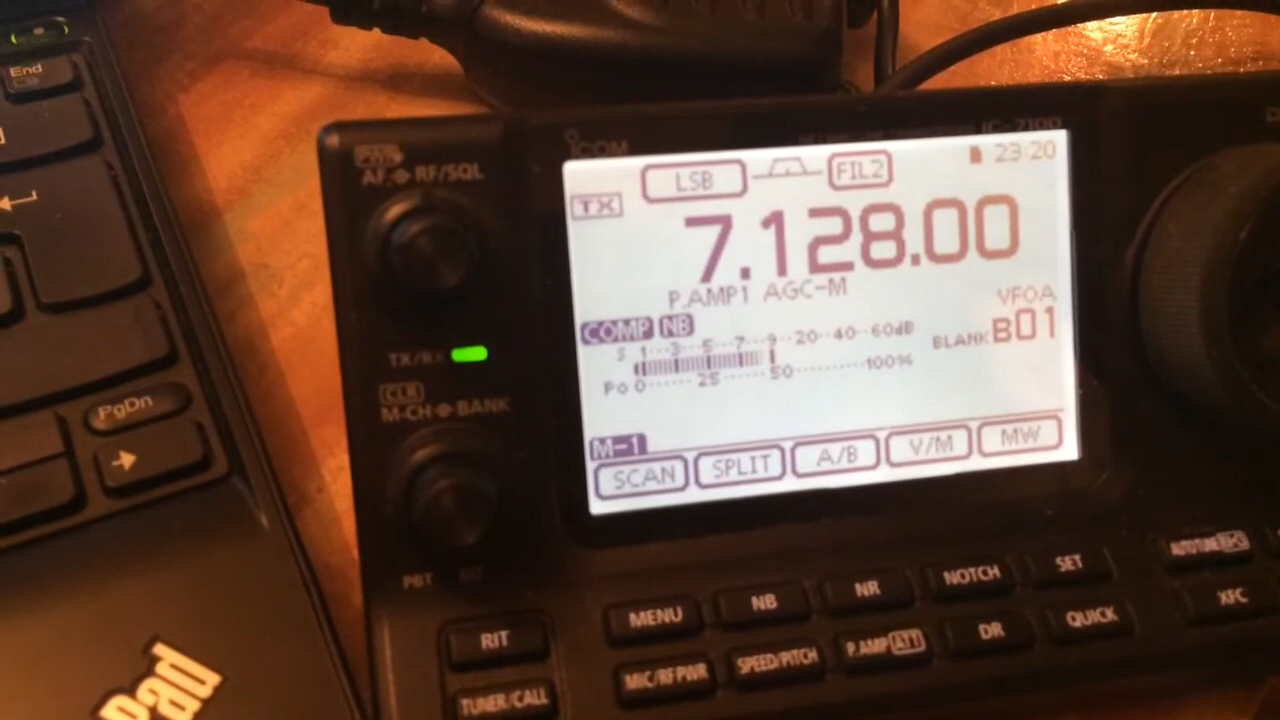 End
PgDn
Pad
ICOM
PWR
AF RF/SQL
TX/RX
CLR
M-CH BANK
PBT
LSB
FIL2
23:20
TX
7.128.00
P.AMP1 AGC-M
VFOA
COMP NB
BLANK B01
S 1···3···5···7···9···20··40··60dB
Po 0······25······50·········100%
M-1
SCAN SPLIT A/B V/M MW
RIT
TUNER/CALL
MENU
NB
NR
NOTCH
SET
MIC/RF PWR
SPEED/PITCH
P.AMP ATT
DR
QUICK
AUTOTUNE
XFC